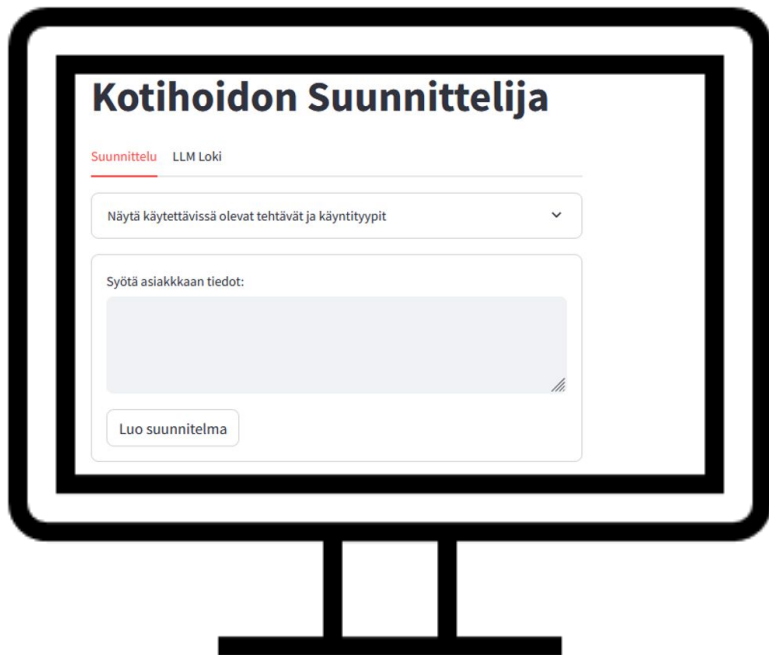 Kotihoidon Suunnittelija
Suunnittelu LLM Loki
Näytä käytettävissä olevat tehtävät ja käyntityypit
Syötä asiakkkaan tiedot:
Luo suunnitelma